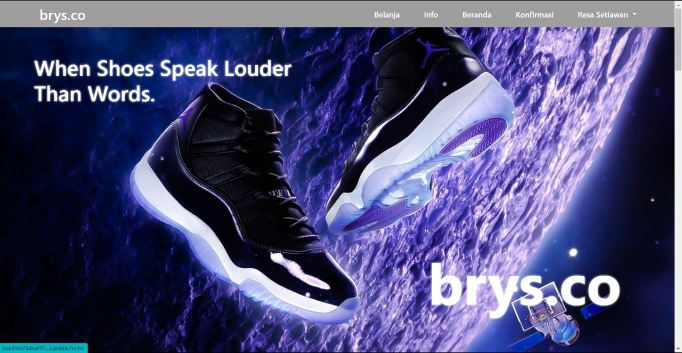 brys.co
Belanja Info Beranda Konfirmasi Resa Setiawan
When Shoes Speak Louder
Than Words.
brys.co